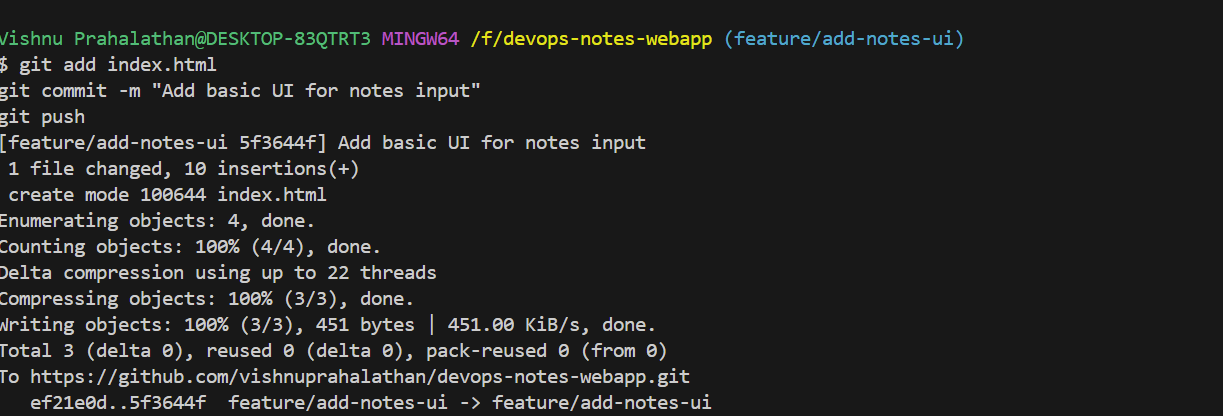 Vishnu Prahalathan@DESKTOP-83QTRT3 MINGW64 /f/devops-notes-webapp (feature/add-notes-ui)
$ git add index.html
git commit -m "Add basic UI for notes input"
git push
[feature/add-notes-ui 5f3644f] Add basic UI for notes input
 1 file changed, 10 insertions(+)
 create mode 100644 index.html
Enumerating objects: 4, done.
Counting objects: 100% (4/4), done.
Delta compression using up to 22 threads
Compressing objects: 100% (3/3), done.
Writing objects: 100% (3/3), 451 bytes | 451.00 KiB/s, done.
Total 3 (delta 0), reused 0 (delta 0), pack-reused 0 (from 0)
To https://github.com/vishnuprahalathan/devops-notes-webapp.git
   ef21e0d..5f3644f  feature/add-notes-ui -> feature/add-notes-ui